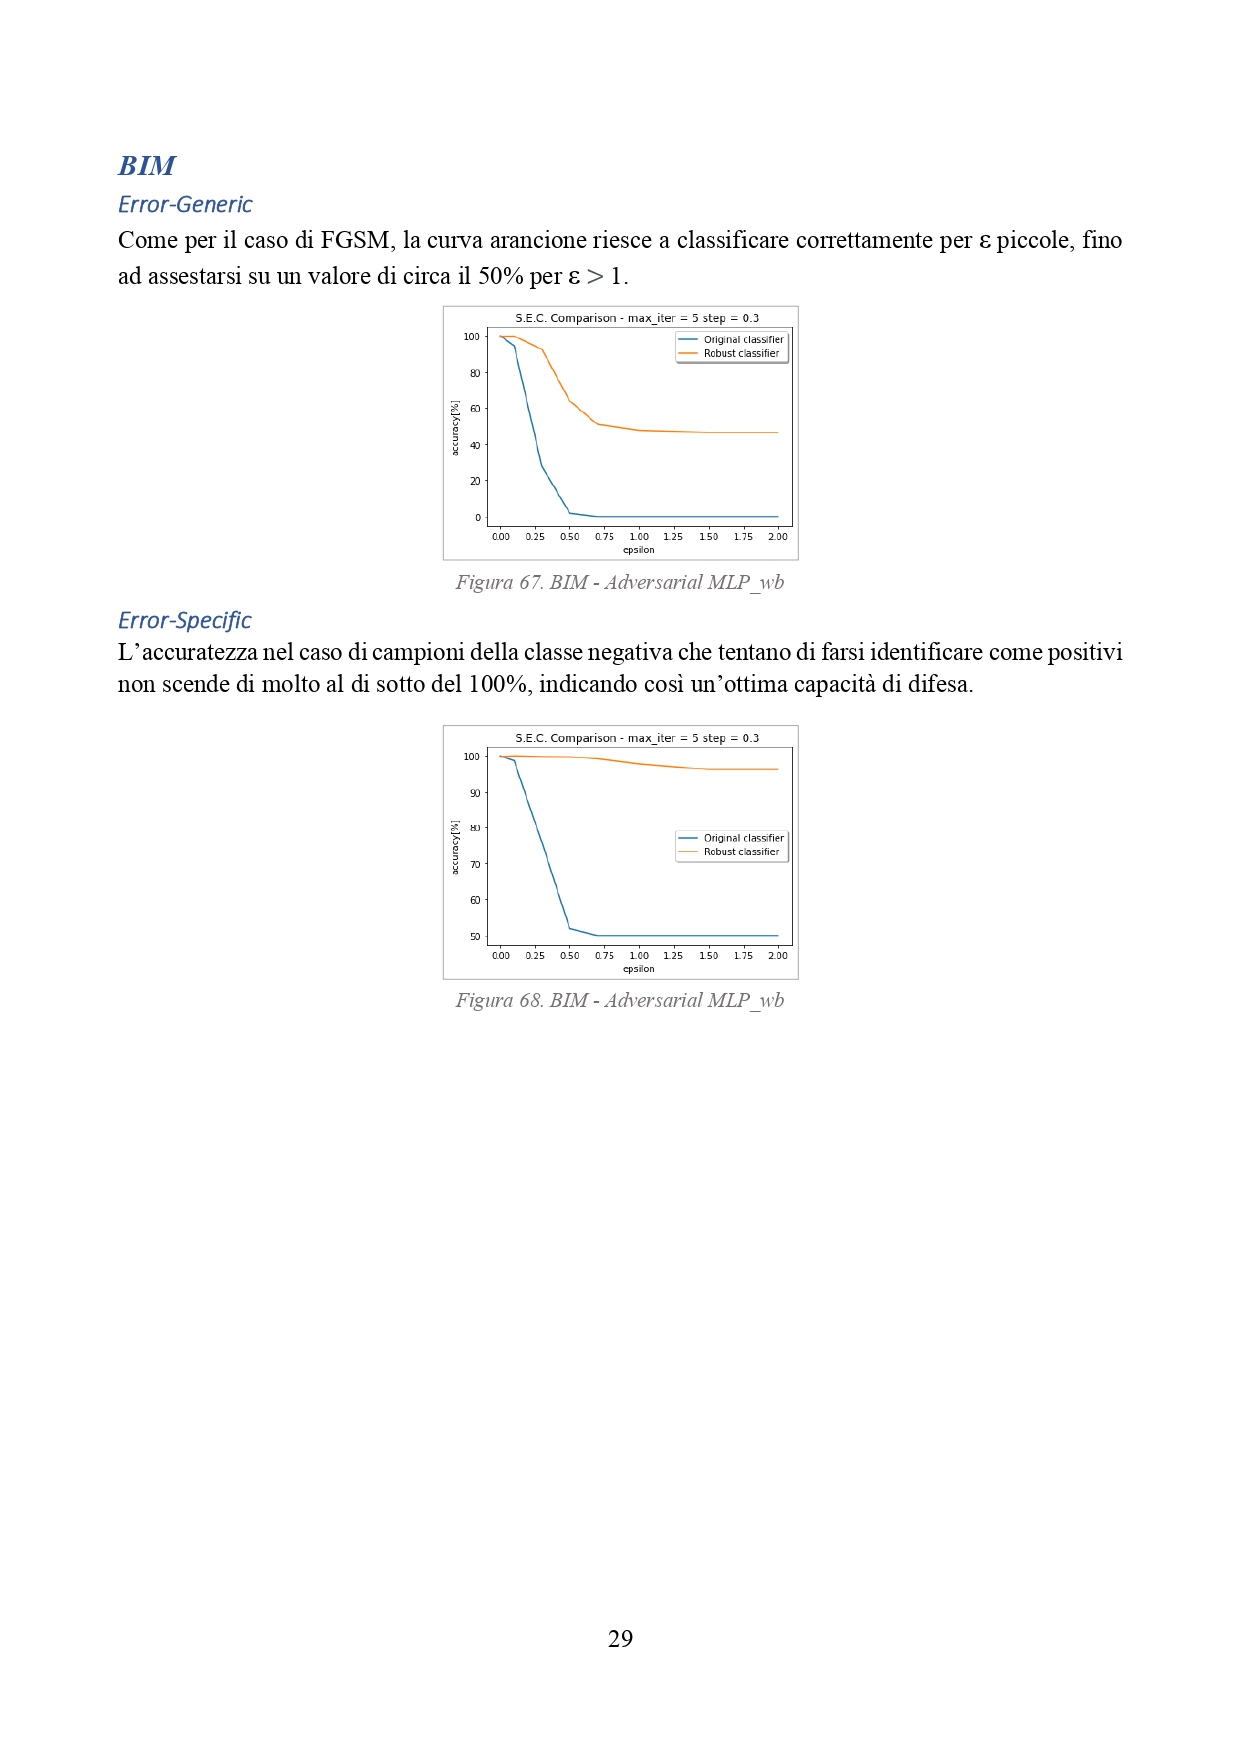 BIM
Error-Generic
Come per il caso di FGSM, la curva arancione riesce a classificare correttamente per ε piccole, fino
ad assestarsi su un valore di circa il 50% per ε > 1.
S.E.C. Comparison - max_iter = 5 step = 0.3
Original classifier
Robust classifier
100
80
60
40
20
0
accuracy[%]
0.00 0.25 0.50 0.75 1.00 1.25 1.50 1.75 2.00
epsilon
Figura 67. BIM - Adversarial MLP_wb
Error-Specific
L’accuratezza nel caso di campioni della classe negativa che tentano di farsi identificare come positivi
non scende di molto al di sotto del 100%, indicando così un’ottima capacità di difesa.
S.E.C. Comparison - max_iter = 5 step = 0.3
100
90
80
70
60
50
accuracy[%]
Original classifier
Robust classifier
0.00 0.25 0.50 0.75 1.00 1.25 1.50 1.75 2.00
epsilon
Figura 68. BIM - Adversarial MLP_wb
29